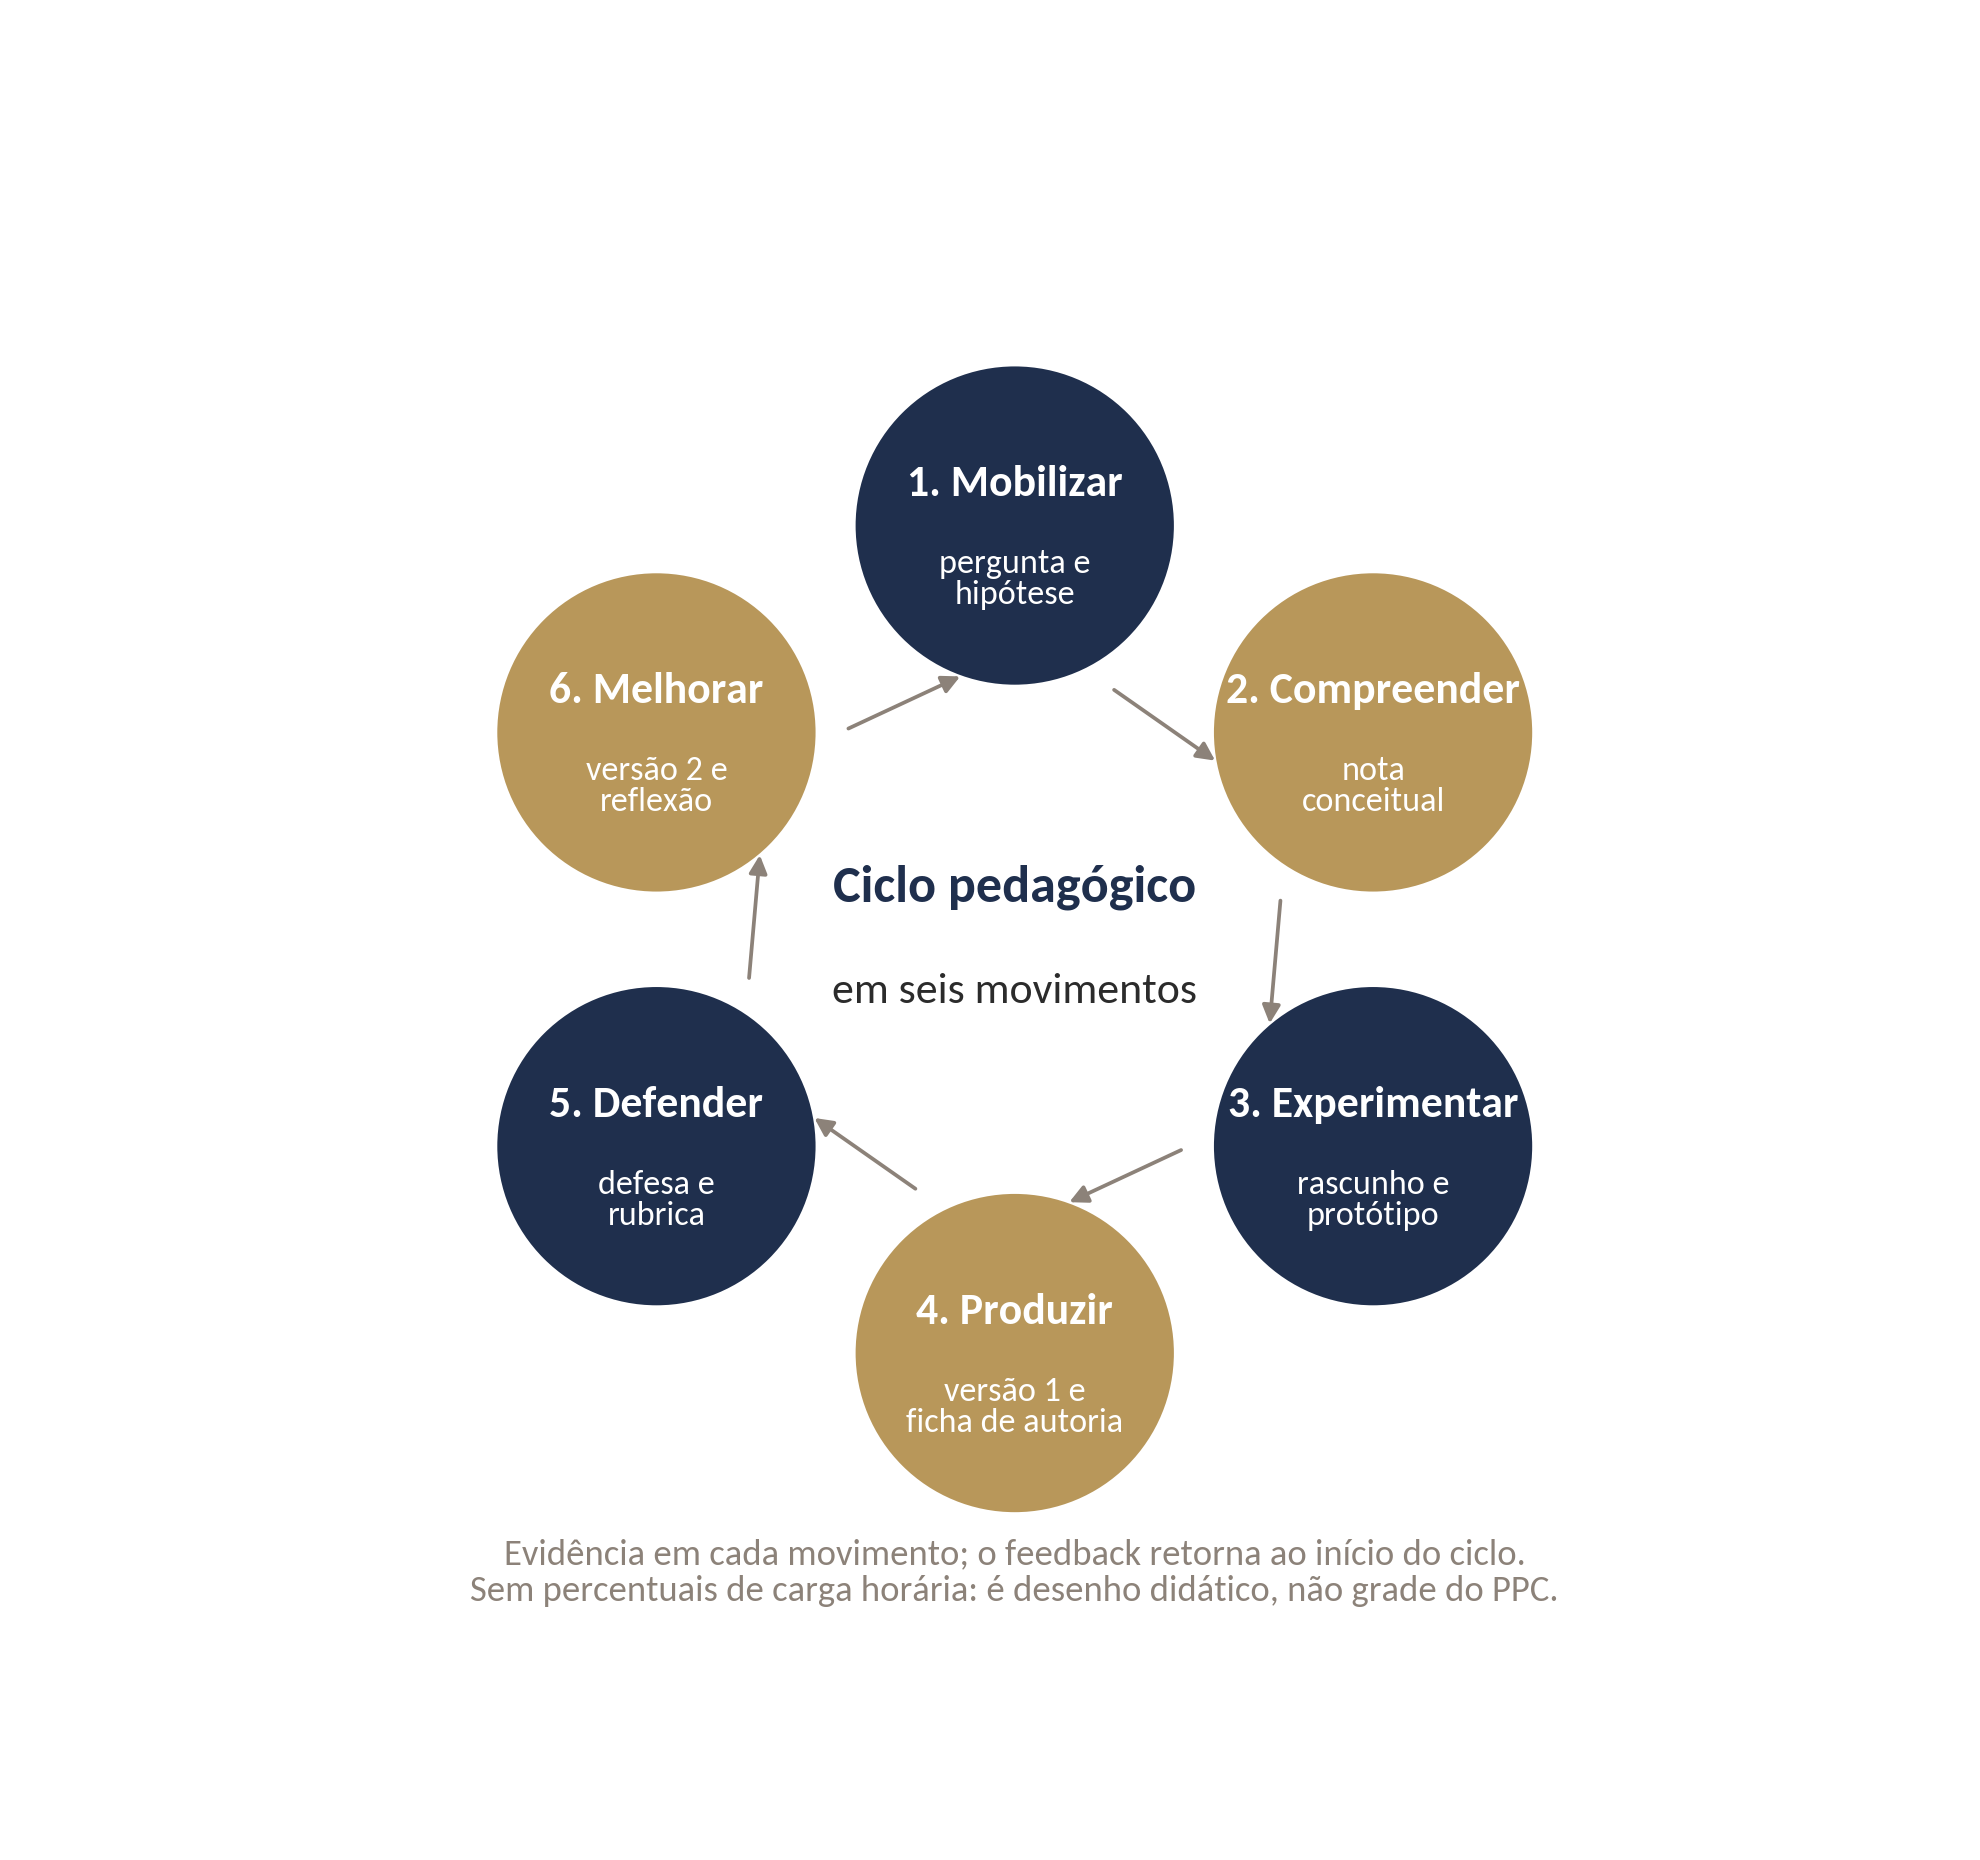 1. Mobilizar
pergunta e
hipótese
2. Compreender
nota
conceitual
3. Experimentar
rascunho e
protótipo
4. Produzir
versão 1 e
ficha de autoria
5. Defender
defesa e
rubrica
6. Melhorar
versão 2 e
reflexão
Ciclo pedagógico
em seis movimentos
Evidência em cada movimento; o feedback retorna ao início do ciclo.
Sem percentuais de carga horária: é desenho didático, não grade do PPC.